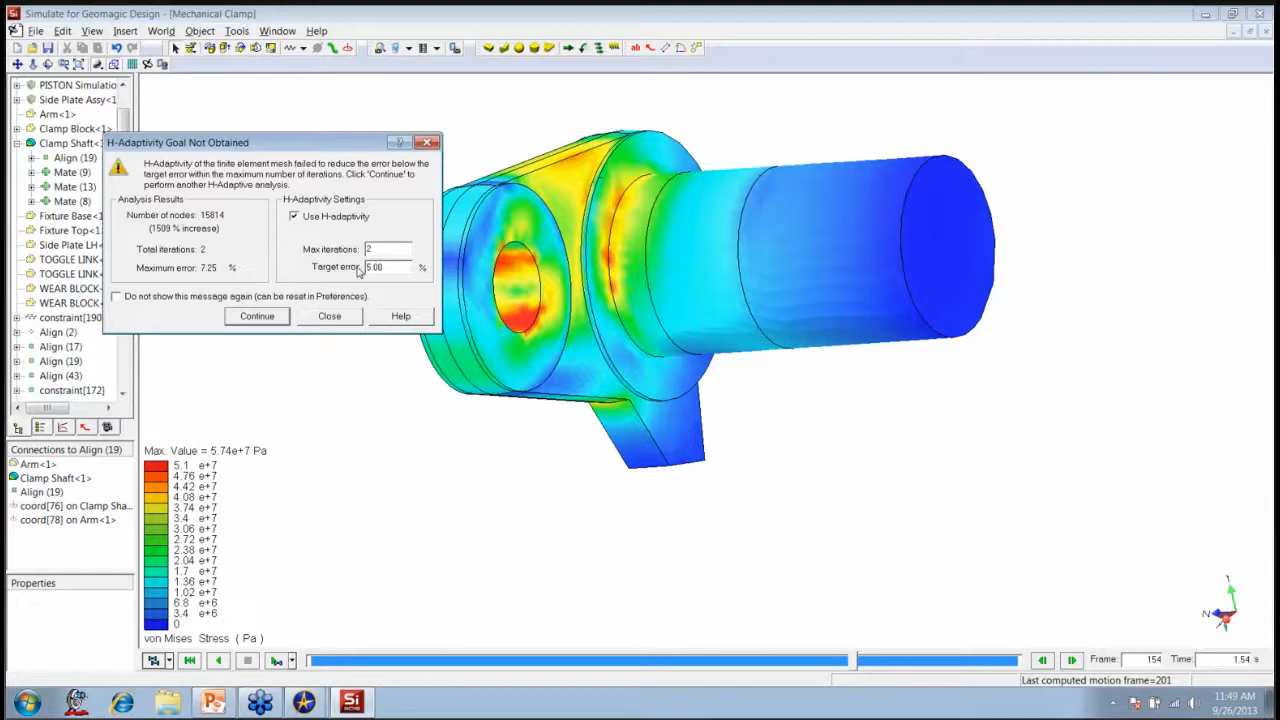 Simulate for Geomagic Design - [Mechanical Clamp]
File Edit View Insert World Object Tools Window Help
PISTON Simulatio
Side Plate Assy<1
Arm<1>
Clamp Block<1>
Clamp Shaft<1>
Align (19)
Mate (9)
Mate (13)
Mate (8)
Fixture Base<1
Fixture Top<1>
Side Plate LH<
TOGGLE LINK
TOGGLE LINK
WEAR BLOCK
WEAR BLOCK
constraint[190
Align (2)
Align (17)
Align (19)
Align (43)
constraint[172]
H-Adaptivity Goal Not Obtained
H-Adaptivity of the finite element mesh failed to reduce the error below the
target error within the maximum number of iterations. Click 'Continue' to
perform another H-Adaptive analysis.
Analysis Results
Number of nodes: 15814
(1509 % increase)
Total iterations: 2
Maximum error: 7.25 %
H-Adaptivity Settings
Use H-adaptivity
Max iterations: 2
Target error: 5.00 %
Do not show this message again (can be reset in Preferences).
Continue Close Help
Connections to Align (19)
Arm<1>
Clamp Shaft<1>
Align (19)
coord[76] on Clamp Sha...
coord[78] on Arm<1>
Properties
Max. Value = 5.74e+7 Pa
5.1 e+7
4.76 e+7
4.42 e+7
4.08 e+7
3.74 e+7
3.4 e+7
3.06 e+7
2.72 e+7
2.38 e+7
2.04 e+7
1.7 e+7
1.36 e+7
1.02 e+7
6.8 e+6
3.4 e+6
0
von Mises Stress ( Pa )
Frame: 154 Time: 1.54 s
Last computed motion frame=201
11:49 AM
9/26/2013